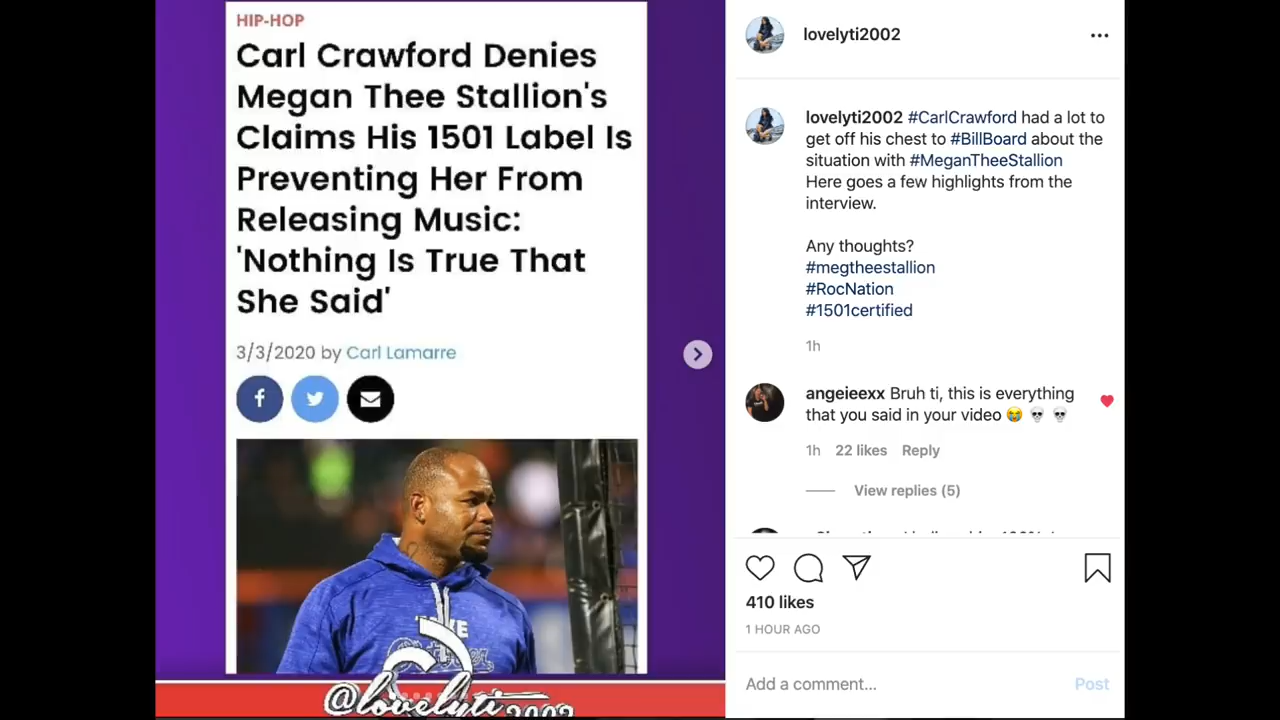 HIP-HOP
Carl Crawford Denies
Megan Thee Stallion's
Claims His 1501 Label Is
Preventing Her From
Releasing Music:
'Nothing Is True That
She Said'
3/3/2020 by Carl Lamarre
@lovelyti2002
lovelyti2002
lovelyti2002 #CarlCrawford had a lot to
get off his chest to #BillBoard about the
situation with #MeganTheeStallion
Here goes a few highlights from the
interview.
Any thoughts?
#megtheestallion
#RocNation
#1501certified
1h
angeieexx Bruh ti, this is everything
that you said in your video 😭 💀 💀
1h 22 likes Reply
View replies (5)
410 likes
1 HOUR AGO
Add a comment... Post